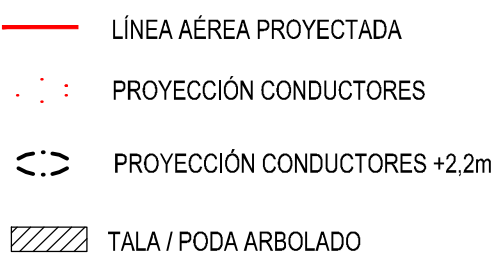 LÍNEA AÉREA PROYECTADA
PROYECCIÓN CONDUCTORES
PROYECCIÓN CONDUCTORES +2,2m
TALA / PODA ARBOLADO